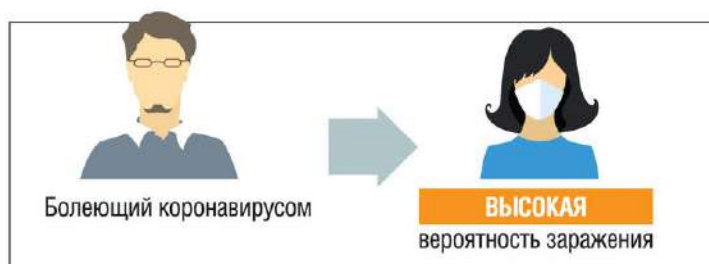 Болеющий коронавирусом
ВЫСОКАЯ
вероятность заражения